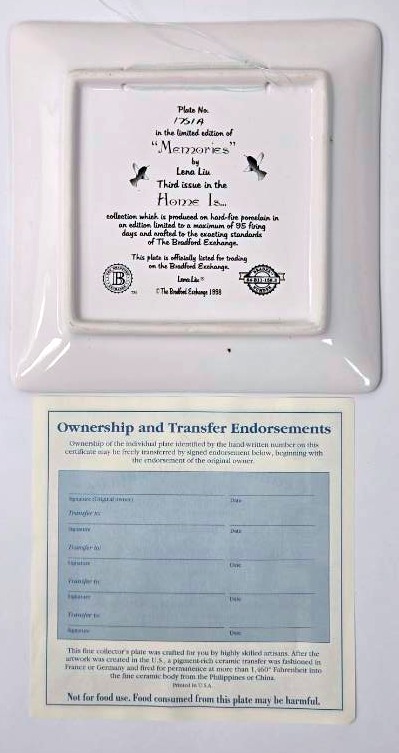 Plate No.
1751A
in the limited edition of
"Memories"
by
Lena Liu
Third issue in the
Home Is...
collection which is produced on hard-fire porcelain in
an edition limited to a maximum of 95 firing
days and crafted to the exacting standards
of The Bradford Exchange.
This plate is officially listed for trading
on the Bradford Exchange.
Lena Liu®
B
™
© The Bradford Exchange 1998
Ownership and Transfer Endorsements
Ownership of the individual plate identified by the hand-written number on this
certificate may be freely transferred by signed endorsement below, beginning with
the endorsement of the original owner.
Signature (Original owner) Date
Transfer to:
Signature Date
Transfer to:
Signature Date
Transfer to:
Signature Date
Transfer to:
Signature Date
This fine collector's plate was crafted for you by highly skilled artisans. After the
artwork was created in the U.S., a pigment-rich ceramic transfer was fashioned in
France or Germany and fired for permanence at more than 1,460° Fahrenheit into
the fine ceramic body from the Philippines or China.
Printed in U.S.A.
Not for food use. Food consumed from this plate may be harmful.